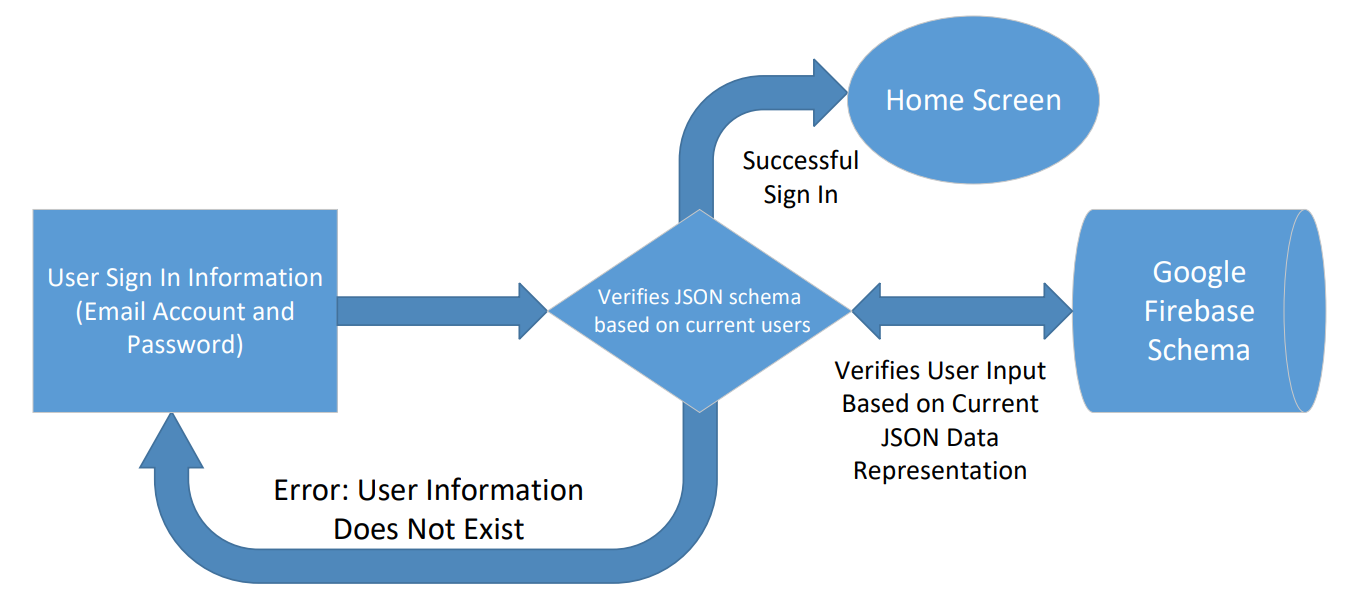 Home Screen
Successful
Sign In
User Sign In Information
(Email Account and
Password)
Verifies JSON schema
based on current users
Google
Firebase
Schema
Verifies User Input
Based on Current
JSON Data
Representation
Error: User Information
Does Not Exist